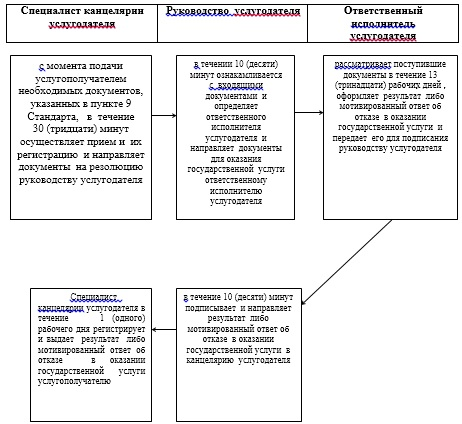 Специалист канцелярии
услугодателя
Руководство услугодателя
Ответственный
исполнитель
услугодателя
с момента подачи
услугополучателем
необходимых документов,
указанных в пункте 9
Стандарта, в течение
30 (тридцати) минут
осуществляет прием и их
регистрацию и направляет
документы на резолюцию
руководству услугодателя
в течении 10 (десяти)
минут ознакамливается
с входящими
документами и
определяет
ответственного
исполнителя
услугодателя и
направляет документы
для оказания
государственной услуги
ответственному
исполнителю
услугодателя
рассматривает поступившие
документы в течение 13
(тринадцати) рабочих дней ,
оформляет результат либо
мотивированный ответ об
отказе в оказании
государственной услуги и
передает его для подписания
руководству услугодателя
Специалист
канцелярии услугодателя в
течение 1 (одного)
рабочего дня регистрирует
и выдает результат либо
мотивированный ответ об
отказе в оказании
государственной услуги
услугополучателю
в течение 10 (десяти) минут
подписывает и направляет
результат либо
мотивированный ответ об
отказе в оказании
государственной услуги в
канцелярию услугодателя